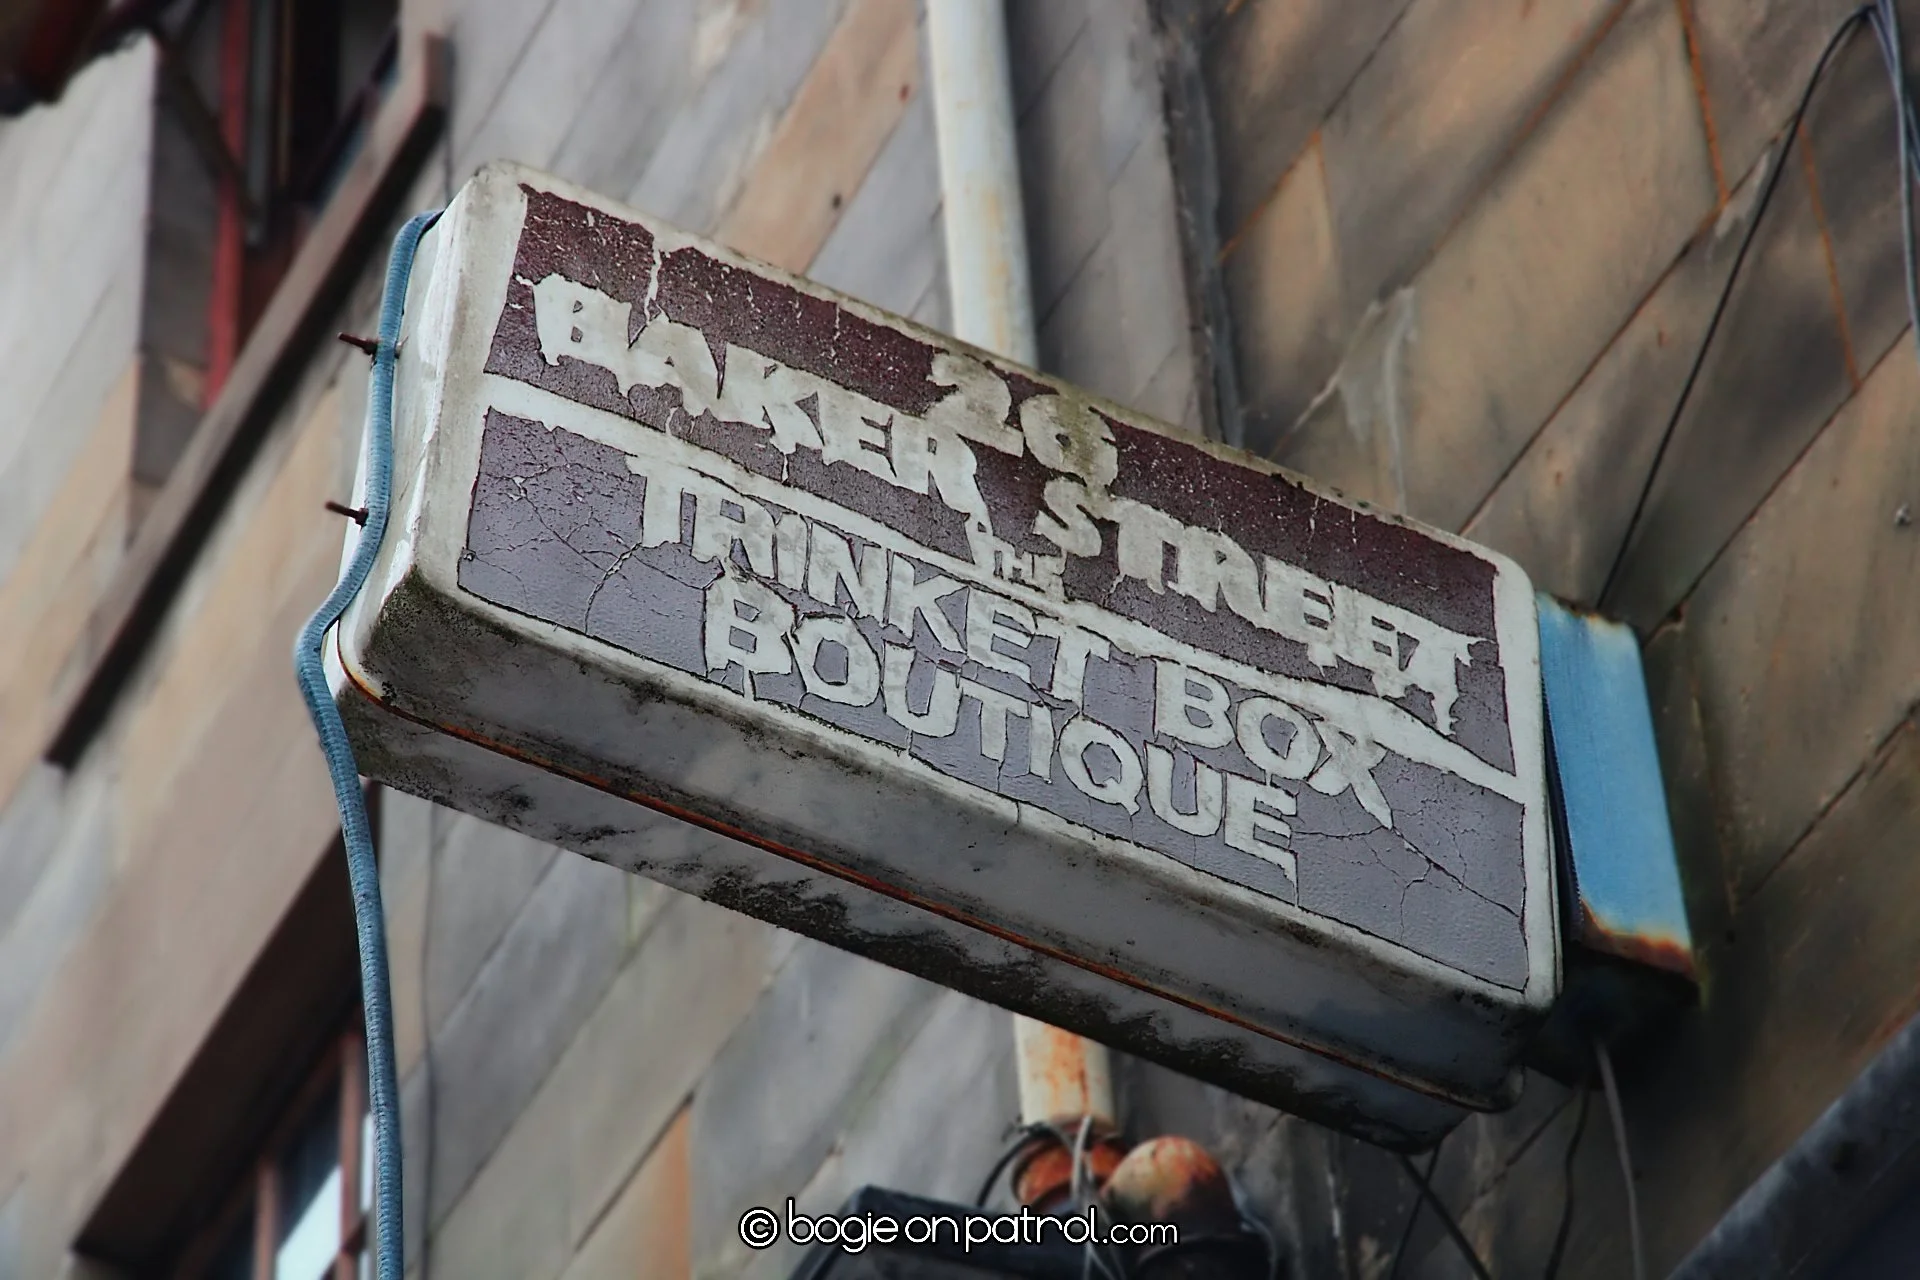 26
BAKER STREET
THE
TRINKET BOX
BOUTIQUE
© bogieonpatrol.com